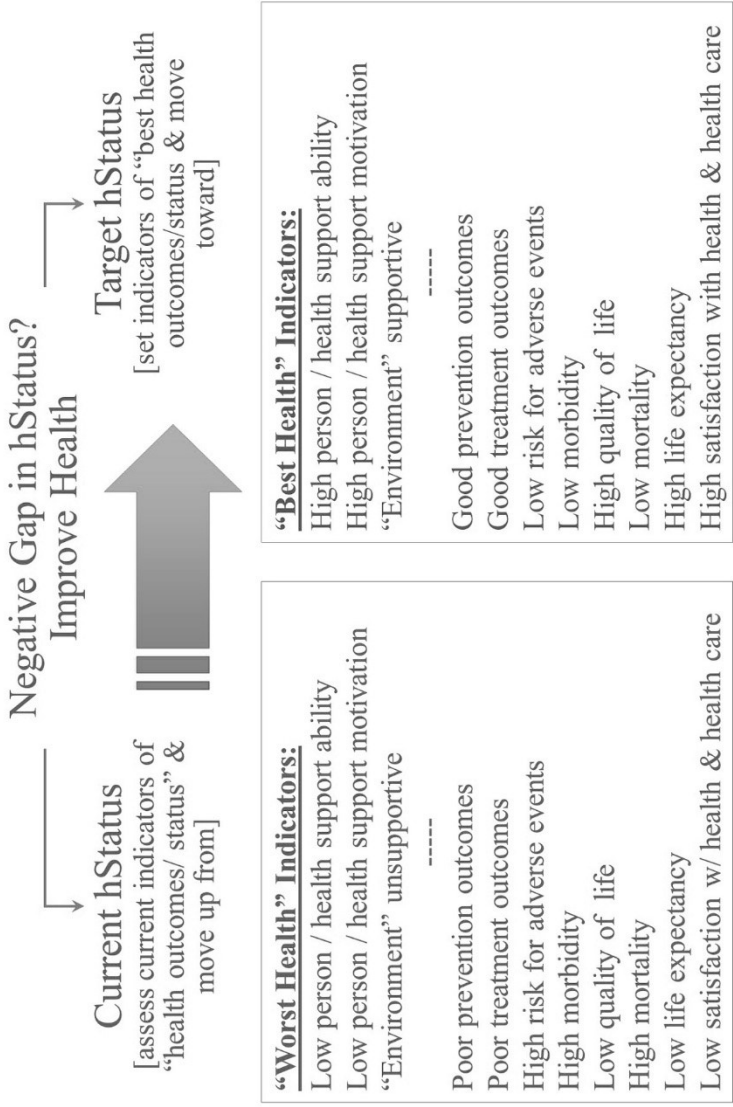 Negative Gap in hStatus?
Improve Health
Current hStatus
[assess current indicators of
“health outcomes/ status” &
move up from]
Target hStatus
[set indicators of “best health
outcomes/status & move
toward]
“Worst Health” Indicators:
Low person / health support ability
Low person / health support motivation
“Environment” unsupportive
-----
Poor prevention outcomes
Poor treatment outcomes
High risk for adverse events
High morbidity
Low quality of life
High mortality
Low life expectancy
Low satisfaction w/ health & health care
“Best Health” Indicators:
High person / health support ability
High person / health support motivation
“Environment” supportive
-----
Good prevention outcomes
Good treatment outcomes
Low risk for adverse events
Low morbidity
High quality of life
Low mortality
High life expectancy
High satisfaction with health & health care